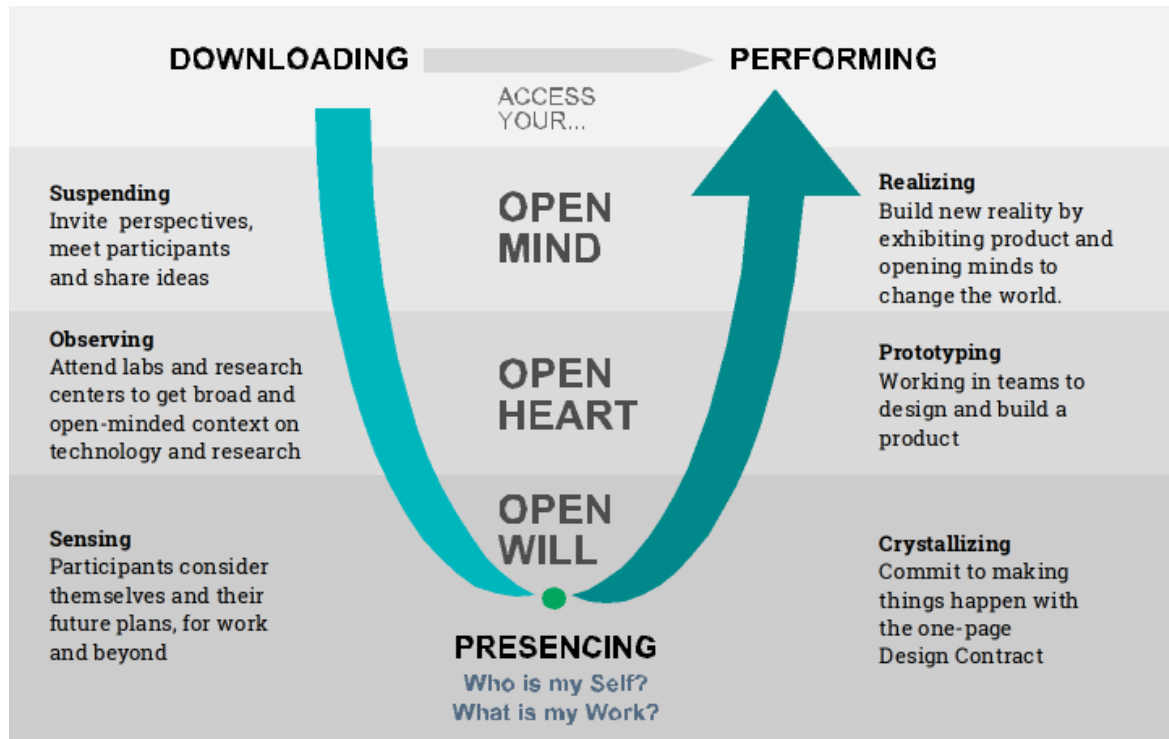 DOWNLOADING
PERFORMING
ACCESS
YOUR...
Suspending
Invite perspectives,
meet participants
and share ideas
OPEN
MIND
Realizing
Build new reality by
exhibiting product and
opening minds to
change the world.
Observing
Attend labs and research
centers to get broad and
open-minded context on
technology and research
OPEN
HEART
Prototyping
Working in teams to
design and build a
product
Sensing
Participants consider
themselves and their
future plans, for work
and beyond
OPEN
WILL
Crystallizing
Commit to making
things happen with
the one-page
Design Contract
PRESENCING
Who is my Self?
What is my Work?